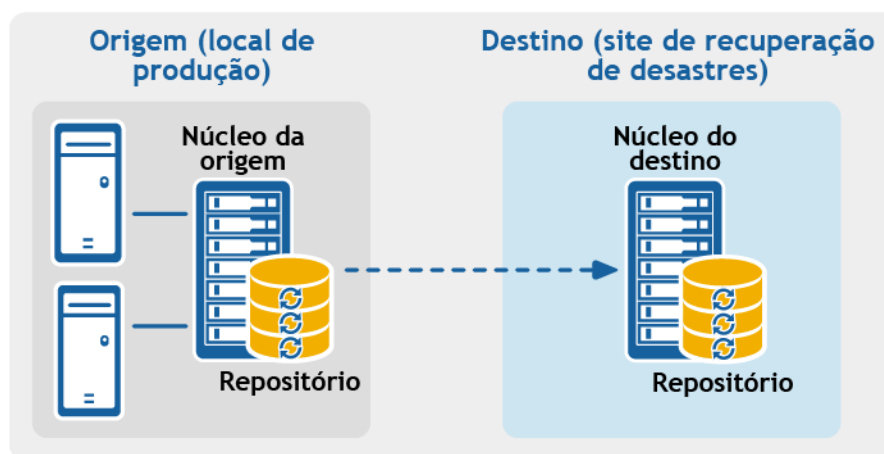 Origem (local de
produção)
Destino (site de recuperação
de desastres)
Núcleo da
origem
Núcleo do
destino
Repositório
Repositório